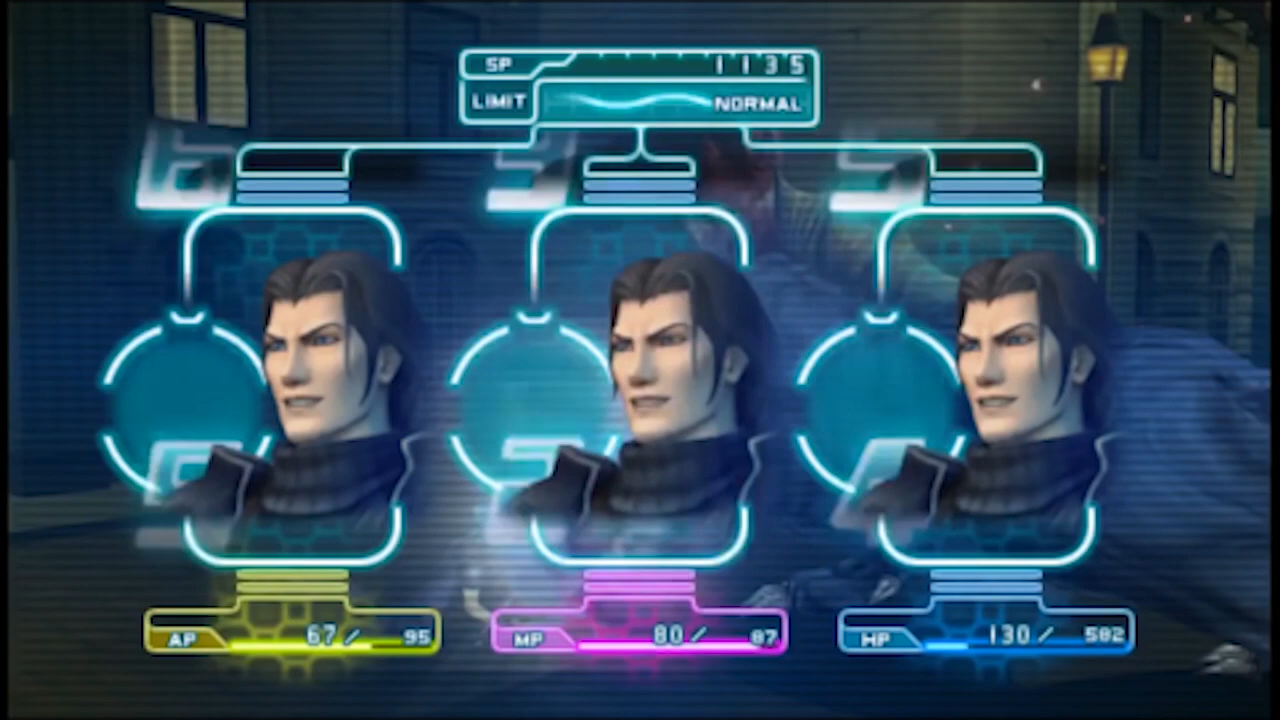 SP 1135
LIMIT NORMAL
AP 67/ 95
MP 80/ 87
HP 130/ 582